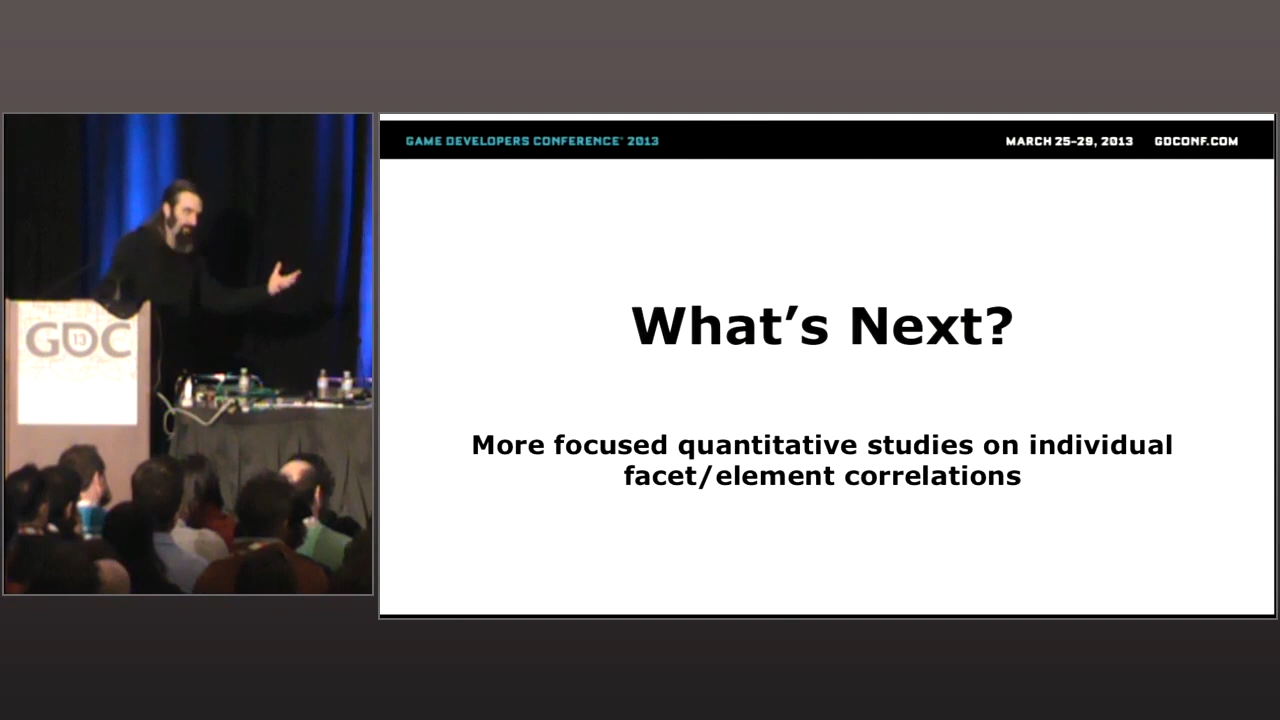 GAME DEVELOPERS CONFERENCE® 2013
MARCH 25–29, 2013 GDCONF.COM
GDC
13
What’s Next?
More focused quantitative studies on individual
facet/element correlations